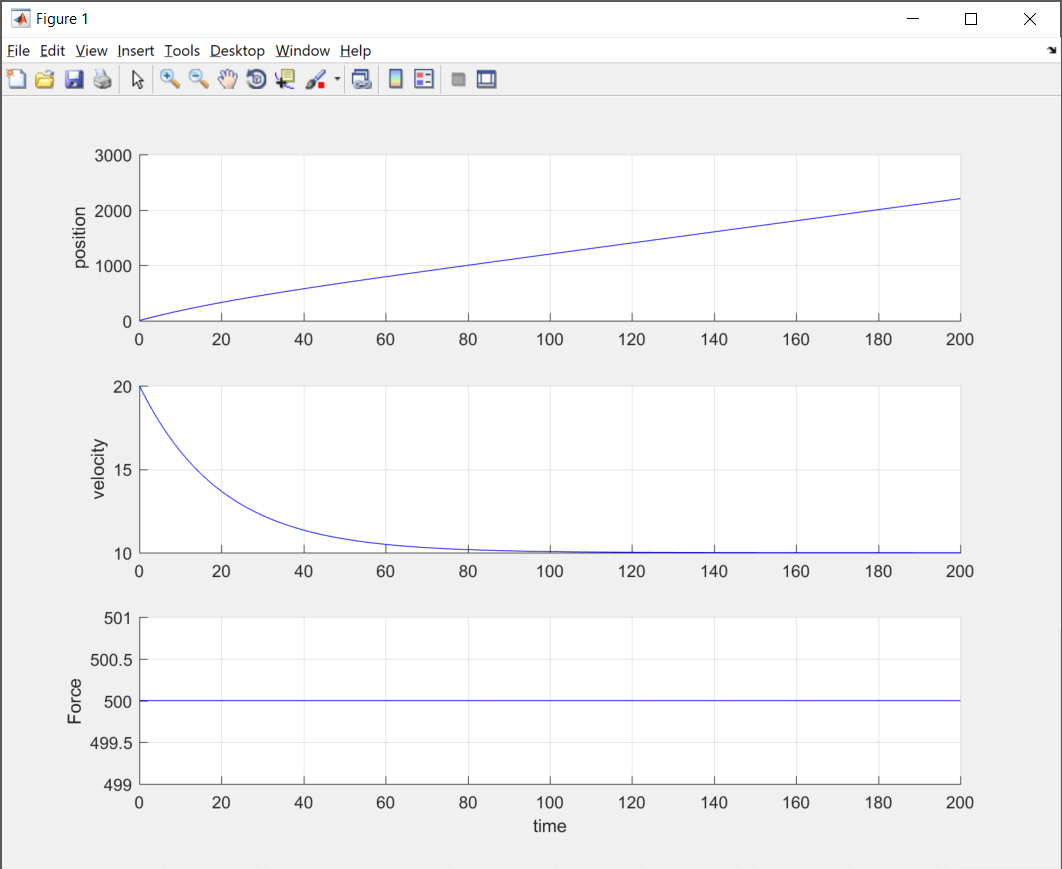 Figure 1
File Edit View Insert Tools Desktop Window Help
3000
2000
1000
0
position
0 20 40 60 80 100 120 140 160 180 200
20
15
10
velocity
0 20 40 60 80 100 120 140 160 180 200
501
500.5
500
499.5
499
Force
0 20 40 60 80 100 120 140 160 180 200
time